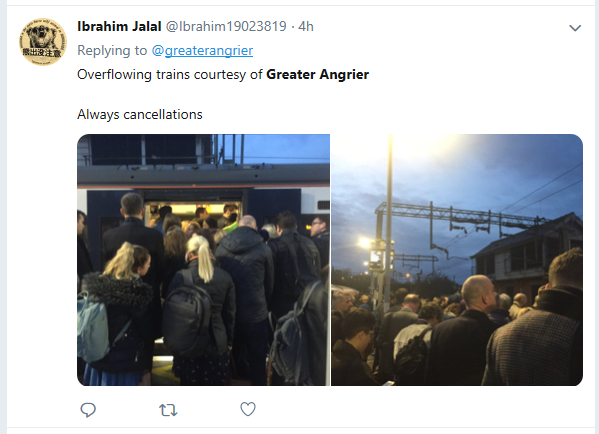 Ibrahim Jalal @Ibrahim19023819 · 4h
Replying to @greaterangrier
Overflowing trains courtesy of Greater Angrier
Always cancellations